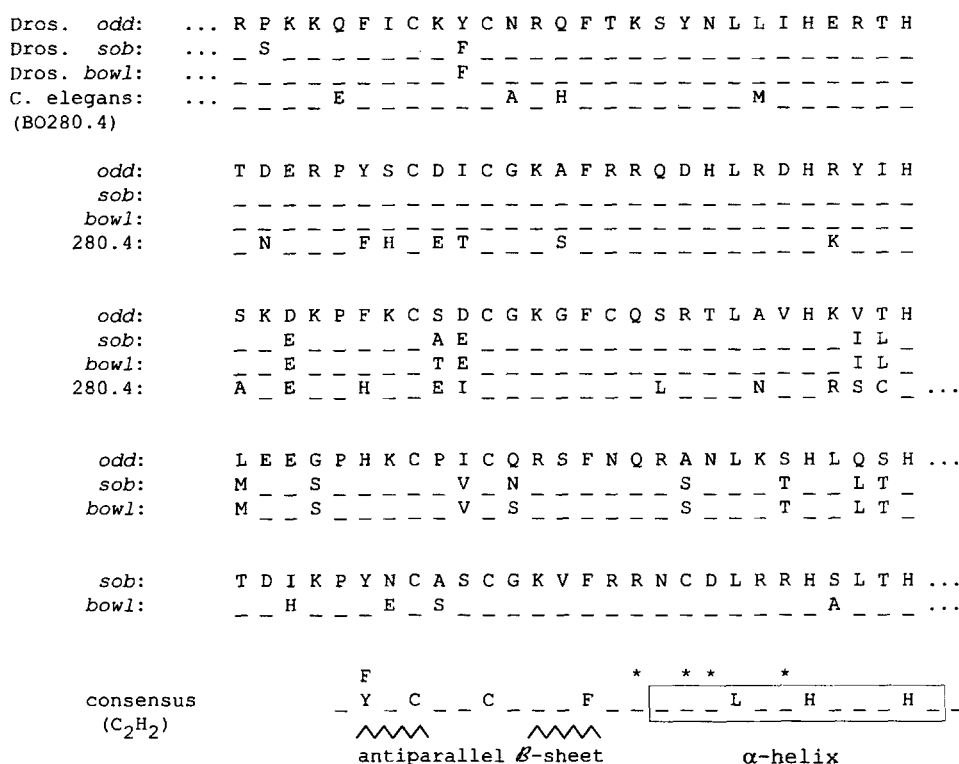 Dros. odd: ... R P K K Q F I C K Y C N R Q F T K S Y N L L I H E R T H
Dros. sob: ... _ S _ _ _ _ _ _ _ F _ _ _ _ _ _ _ _ _ _ _ _ _ _ _ _ _ _
Dros. bowl: ... _ _ _ _ _ _ _ _ _ F _ _ _ _ _ _ _ _ _ _ _ _ _ _ _ _ _ _
C. elegans: ... _ _ _ _ E _ _ _ _ _ _ A _ H _ _ _ _ _ _ _ M _ _ _ _ _ _
(BO280.4)
odd: T D E R P Y S C D I C G K A F R R Q D H L R D H R Y I H
sob: _ _ _ _ _ _ _ _ _ _ _ _ _ _ _ _ _ _ _ _ _ _ _ _ _ _ _ _
bowl: _ _ _ _ _ _ _ _ _ _ _ _ _ _ _ _ _ _ _ _ _ _ _ _ _ _ _ _
280.4: _ N _ _ _ F H _ E T _ _ _ S _ _ _ _ _ _ _ _ _ _ K _ _ _
odd: S K D K P F K C S D C G K G F C Q S R T L A V H K V T H
sob: _ _ E _ _ _ _ _ A E _ _ _ _ _ _ _ _ _ _ _ _ _ _ _ I L _
bowl: _ _ E _ _ _ _ _ T E _ _ _ _ _ _ _ _ _ _ _ _ _ _ _ I L _
280.4: A _ E _ _ H _ _ E I _ _ _ _ _ _ _ L _ _ _ N _ _ R S C _ ...
odd: L E E G P H K C P I C Q R S F N Q R A N L K S H L Q S H ...
sob: M _ _ S _ _ _ _ _ V _ N _ _ _ _ _ _ S _ _ _ T _ _ L T _
bowl: M _ _ S _ _ _ _ _ V _ S _ _ _ _ _ _ S _ _ _ T _ _ L T _
sob: T D I K P Y N C A S C G K V F R R N C D L R R H S L T H ...
bowl: _ _ H _ _ _ E _ S _ _ _ _ _ _ _ _ _ _ _ _ _ _ _ A _ _ _ ...
F * * * *
consensus _ Y _ C _ _ C _ _ _ F _ _ _ _ _ L _ _ H _ _ _ H _ _
(C2H2)
antiparallel β-sheet α-helix